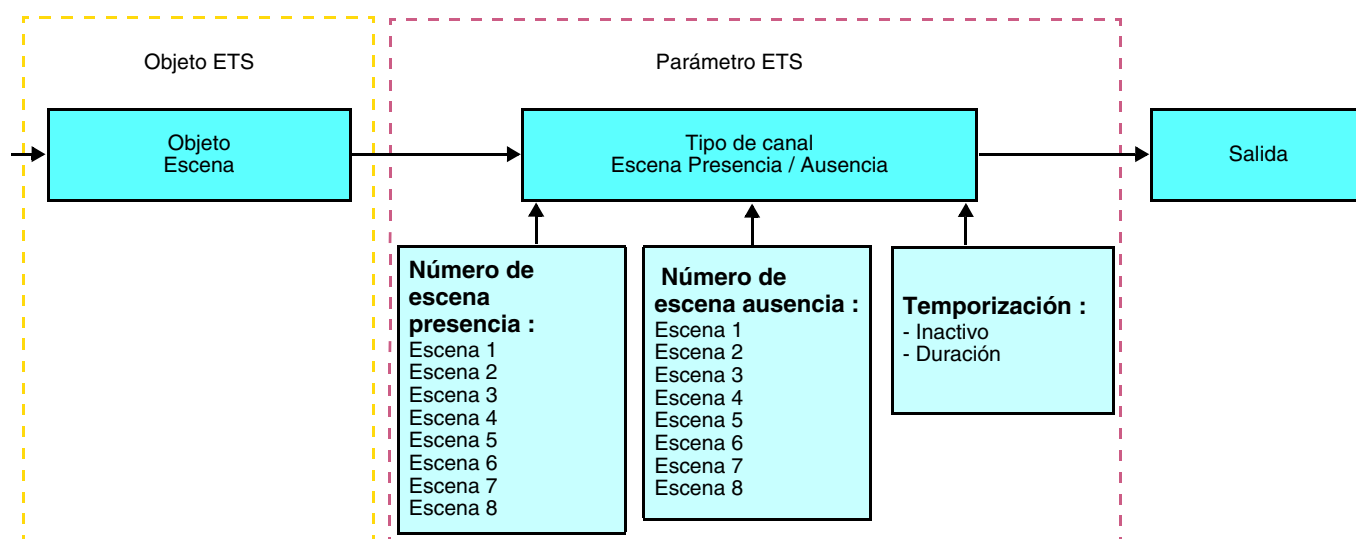 Objeto ETS
Parámetro ETS
Objeto
Escena
Tipo de canal
Escena Presencia / Ausencia
Salida
Número de
escena
presencia :
Escena 1
Escena 2
Escena 3
Escena 4
Escena 5
Escena 6
Escena 7
Escena 8
Número de
escena ausencia :
Escena 1
Escena 2
Escena 3
Escena 4
Escena 5
Escena 6
Escena 7
Escena 8
Temporización :
- Inactivo
- Duración